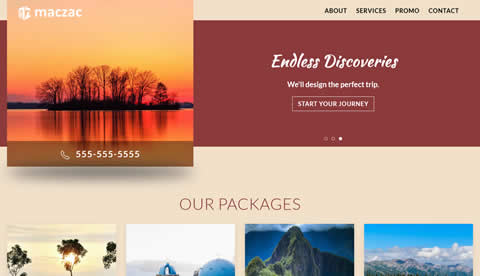 maczac
ABOUT SERVICES PROMO CONTACT
Endless Discoveries
We'll design the perfect trip.
START YOUR JOURNEY
555-555-5555
OUR PACKAGES